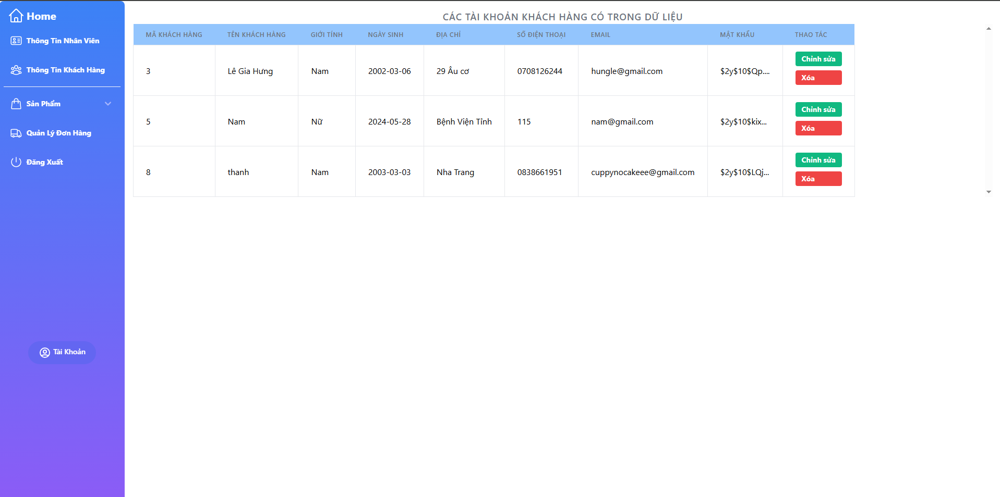 Home
Thông Tin Nhân Viên
Thông Tin Khách Hàng
Sản Phẩm
Quản Lý Đơn Hàng
Đăng Xuất
Tài Khoản
CÁC TÀI KHOẢN KHÁCH HÀNG CÓ TRONG DỮ LIỆU
MÃ KHÁCH HÀNG TÊN KHÁCH HÀNG GIỚI TÍNH NGÀY SINH ĐỊA CHỈ SỐ ĐIỆN THOẠI EMAIL MẬT KHẨU THAO TÁC
3 Lê Gia Hưng Nam 2002-03-06 29 Âu cơ 0708126244 hungle@gmail.com $2y$10$Qp.... Chỉnh sửa
Xóa
5 Nam Nữ 2024-05-28 Bệnh Viện Tỉnh 115 nam@gmail.com $2y$10$kix... Chỉnh sửa
Xóa
8 thanh Nam 2003-03-03 Nha Trang 0838661951 cuppynocakeee@gmail.com $2y$10$LQj... Chỉnh sửa
Xóa